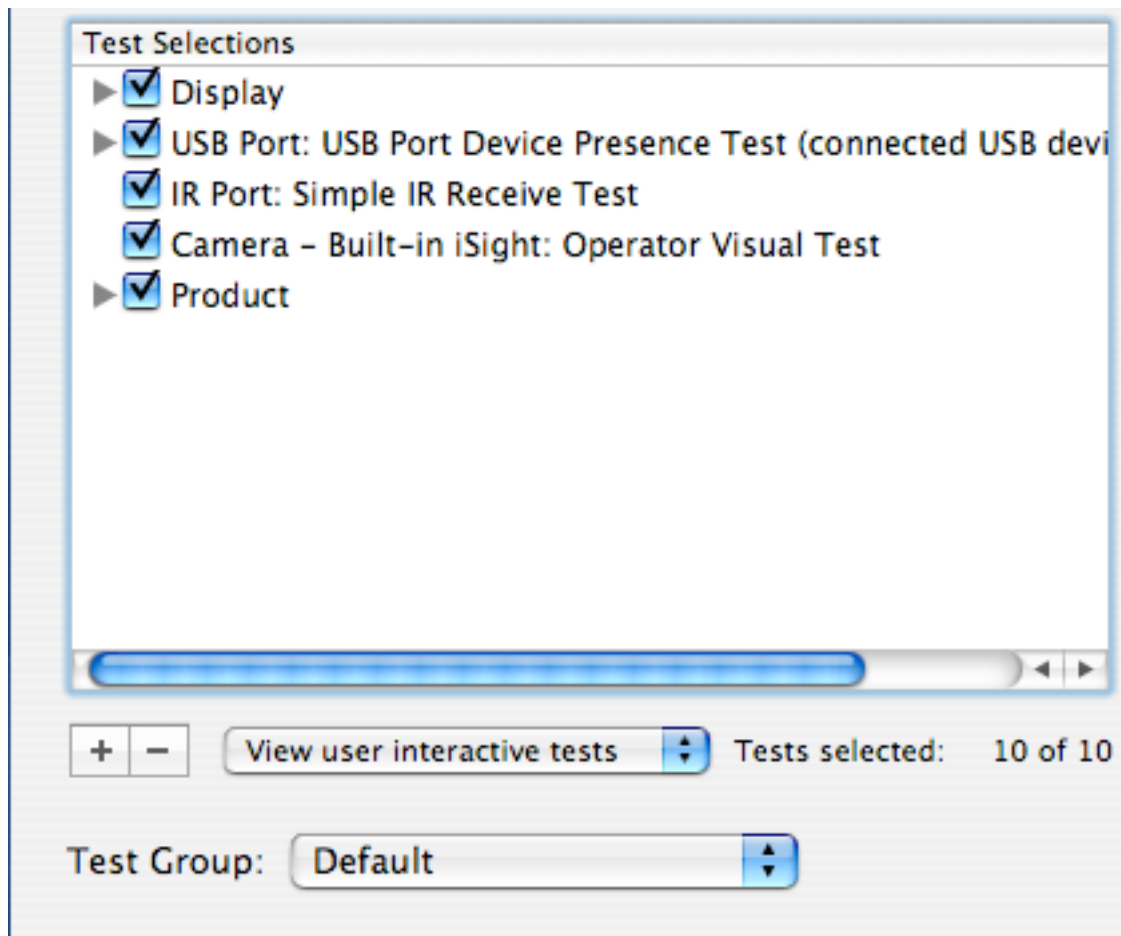 Test Selections
Display
USB Port: USB Port Device Presence Test (connected USB devi
IR Port: Simple IR Receive Test
Camera – Built-in iSight: Operator Visual Test
Product
+ − View user interactive tests Tests selected: 10 of 10
Test Group: Default